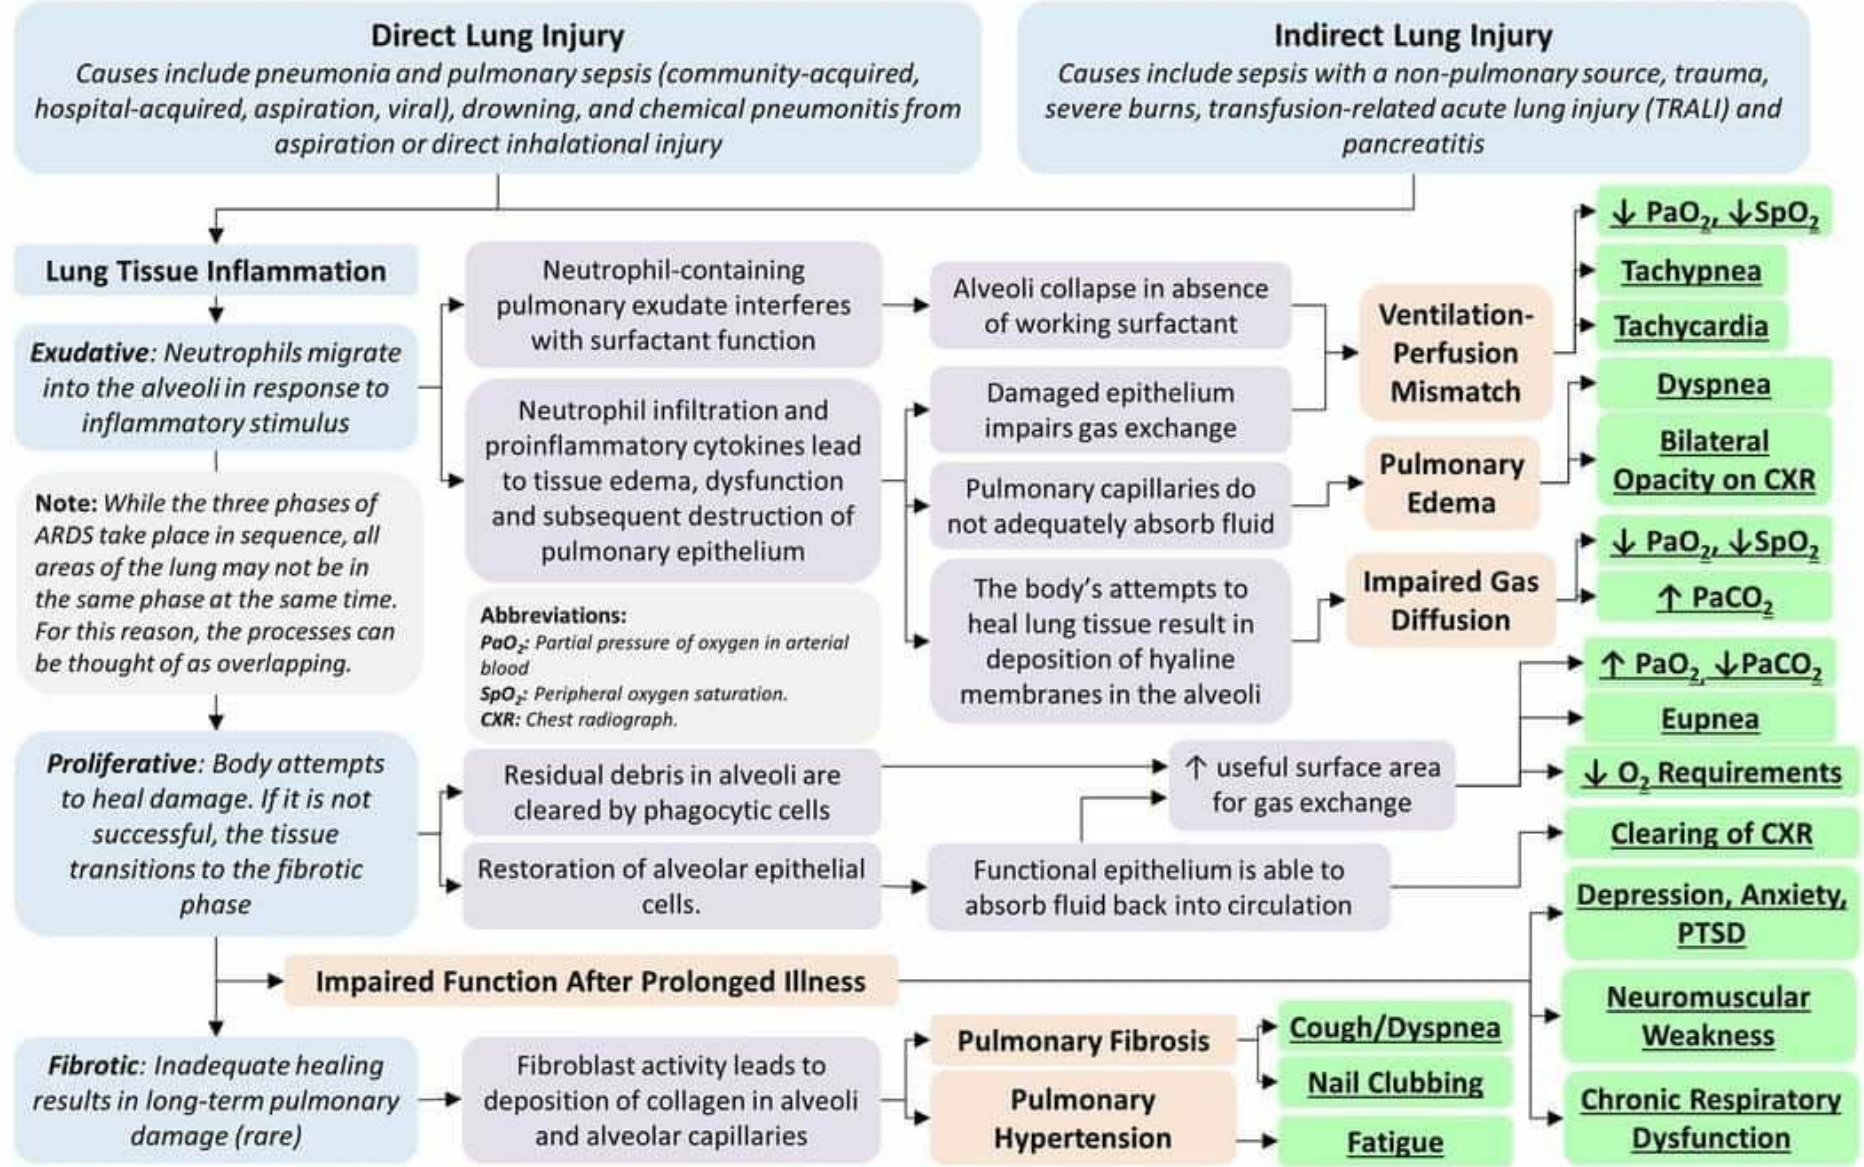 Direct Lung Injury
Causes include pneumonia and pulmonary sepsis (community-acquired,
hospital-acquired, aspiration, viral), drowning, and chemical pneumonitis from
aspiration or direct inhalational injury
Indirect Lung Injury
Causes include sepsis with a non-pulmonary source, trauma,
severe burns, transfusion-related acute lung injury (TRALI) and
pancreatitis
Lung Tissue Inflammation
Exudative: Neutrophils migrate
into the alveoli in response to
inflammatory stimulus
Neutrophil-containing
pulmonary exudate interferes
with surfactant function
Neutrophil infiltration and
proinflammatory cytokines lead
to tissue edema, dysfunction
and subsequent destruction of
pulmonary epithelium
Alveoli collapse in absence
of working surfactant
Damaged epithelium
impairs gas exchange
Pulmonary capillaries do
not adequately absorb fluid
The body's attempts to
heal lung tissue result in
deposition of hyaline
membranes in the alveoli
Ventilation-
Perfusion
Mismatch
Pulmonary
Edema
Impaired Gas
Diffusion
↓ PaO₂, ↓SpO₂
Tachypnea
Tachycardia
Dyspnea
Bilateral
Opacity on CXR
↓ PaO₂, ↓SpO₂
↑ PaCO₂
Note: While the three phases of
ARDS take place in sequence, all
areas of the lung may not be in
the same phase at the same time.
For this reason, the processes can
be thought of as overlapping.
Abbreviations:
PaO₂: Partial pressure of oxygen in arterial
blood
SpO₂: Peripheral oxygen saturation.
CXR: Chest radiograph.
Proliferative: Body attempts
to heal damage. If it is not
successful, the tissue
transitions to the fibrotic
phase
Residual debris in alveoli are
cleared by phagocytic cells
Restoration of alveolar epithelial
cells.
↑ useful surface area
for gas exchange
Functional epithelium is able to
absorb fluid back into circulation
↑ PaO₂, ↓PaCO₂
Eupnea
↓ O₂ Requirements
Clearing of CXR
Impaired Function After Prolonged Illness
Depression, Anxiety,
PTSD
Neuromuscular
Weakness
Chronic Respiratory
Dysfunction
Fibrotic: Inadequate healing
results in long-term pulmonary
damage (rare)
Fibroblast activity leads to
deposition of collagen in alveoli
and alveolar capillaries
Pulmonary Fibrosis
Pulmonary
Hypertension
Cough/Dyspnea
Nail Clubbing
Fatigue